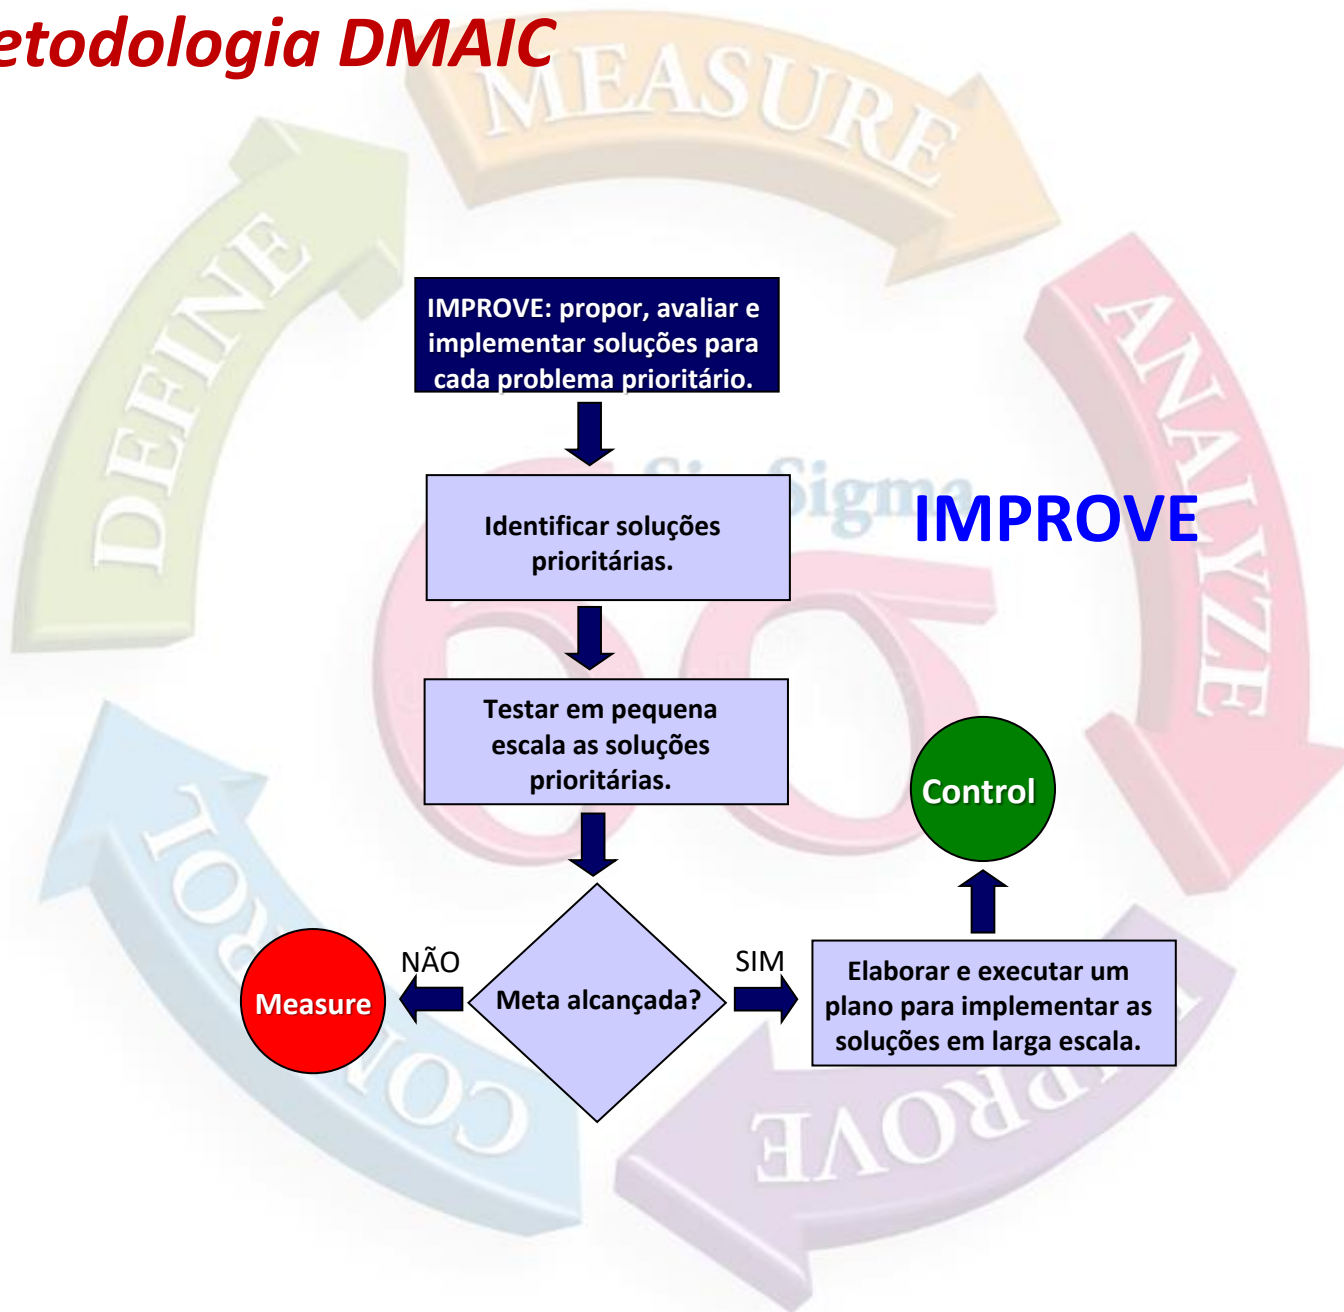 etodologia DMAIC
MEASURE
DEFINE
ANALYZE
IMPROVE: propor, avaliar e
implementar soluções para
cada problema prioritário.
Sigma
IMPROVE
Identificar soluções
prioritárias.
Testar em pequena
escala as soluções
prioritárias.
Control
NÃO
SIM
Measure
Meta alcançada?
Elaborar e executar um
plano para implementar as
soluções em larga escala.
CONTROL
IMPROVE